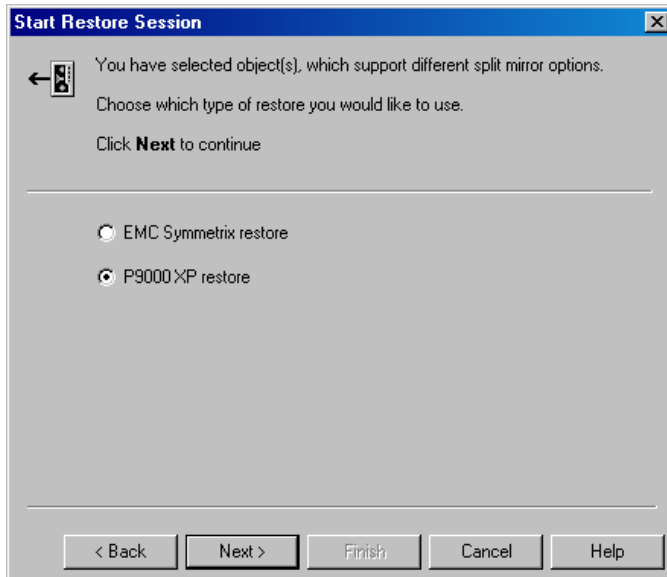 Start Restore Session
You have selected object(s), which support different split mirror options.
Choose which type of restore you would like to use.
Click Next to continue
EMC Symmetrix restore
P9000 XP restore
< Back
Next >
Finish
Cancel
Help